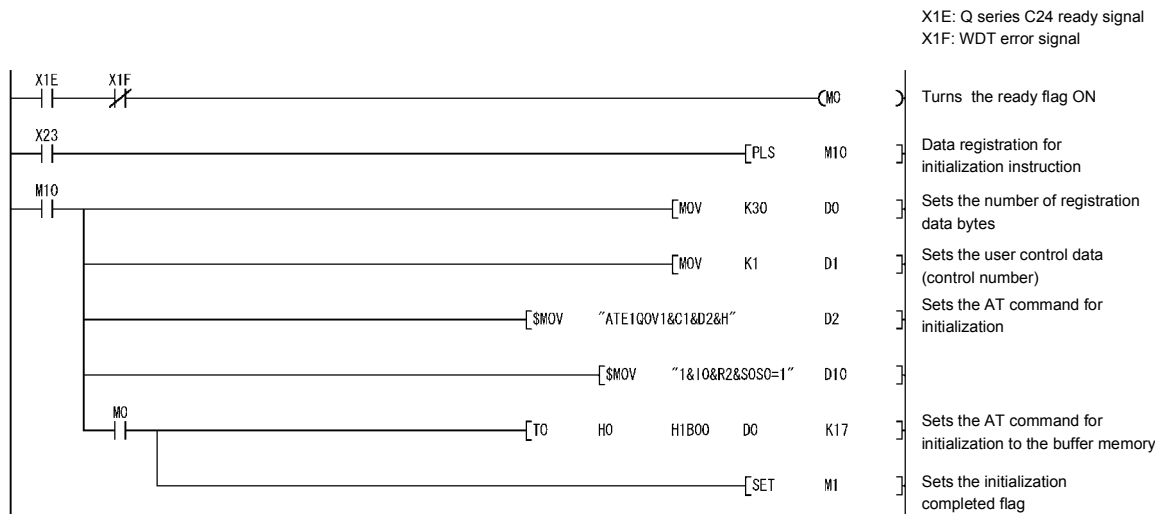 X1E: Q series C24 ready signal
X1F: WDT error signal
X1E X1F
M0
Turns the ready flag ON
X23
PLS M10
Data registration for
initialization instruction
M10
MOV K30 D0
Sets the number of registration
data bytes
MOV K1 D1
Sets the user control data
(control number)
$MOV "ATE1Q0V1&C1&D2&H" D2
Sets the AT command for
initialization
$MOV "1&I0&R2&S0S0=1" D10
M0
TO H0 H1B00 D0 K17
Sets the AT command for
initialization to the buffer memory
SET M1
Sets the initialization
completed flag